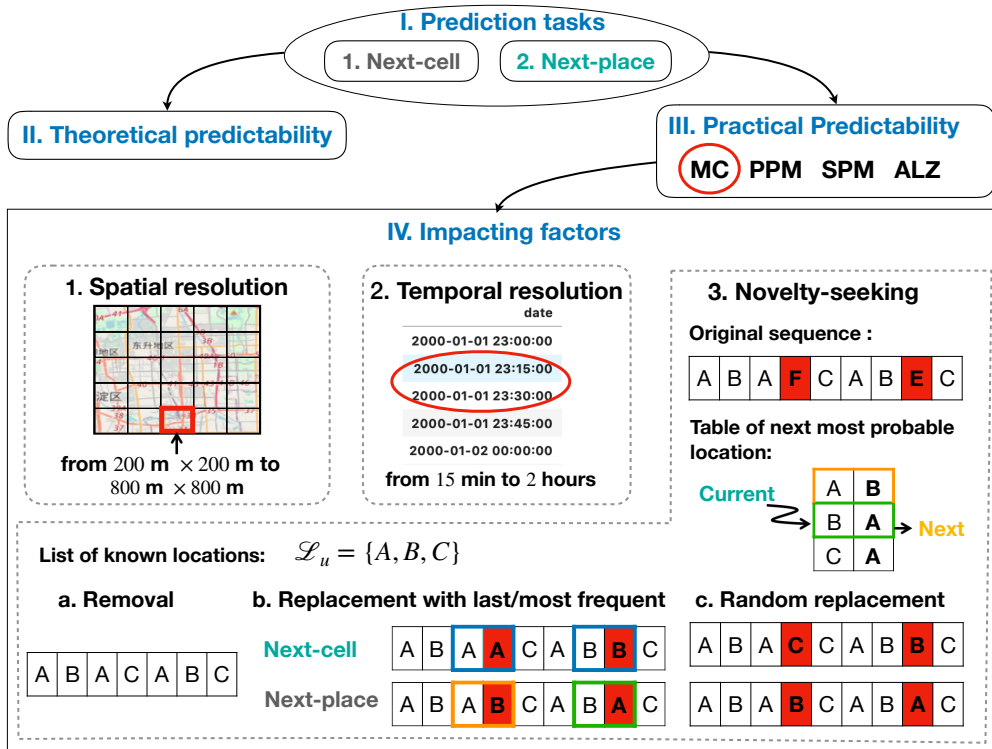 I. Prediction tasks
1. Next-cell
2. Next-place
II. Theoretical predictability
III. Practical Predictability
MC PPM SPM ALZ
IV. Impacting factors
1. Spatial resolution
东升地区
地区
淀区
from 200 m × 200 m to
800 m × 800 m
2. Temporal resolution
date
2000-01-01 23:00:00
2000-01-01 23:15:00
2000-01-01 23:30:00
2000-01-01 23:45:00
2000-01-02 00:00:00
from 15 min to 2 hours
3. Novelty-seeking
Original sequence :
A B A F C A B E C
Table of next most probable
location:
Current
A B
B A
C A
Next
List of known locations: ℒu = {A, B, C}
a. Removal
A B A C A B C
b. Replacement with last/most frequent
Next-cell
A B A A C A B B C
Next-place
A B A B C A B A C
c. Random replacement
A B A C C A B B C
A B A B C A B A C